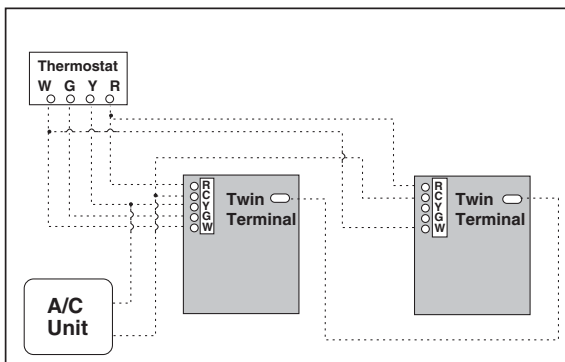 Thermostat
W G Y R
R
C
Y
G
W
Twin
Terminal
R
C
Y
G
W
Twin
Terminal
A/C
Unit